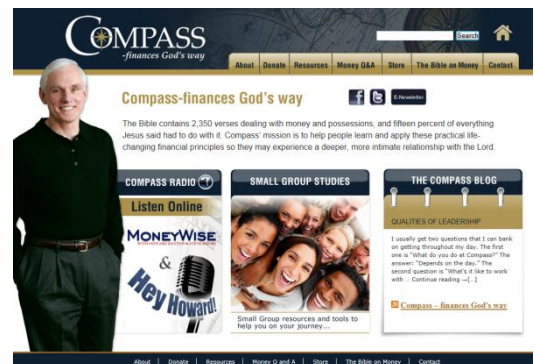 COMPASS
-finances God's way
Search
About Donate Resources Money Q&A Store The Bible on Money Contact
Compass-finances God's way
E-Newsletter
The Bible contains 2,350 verses dealing with money and possessions, and fifteen percent of everything
Jesus said had to do with it. Compass' mission is to help people learn and apply these practical life-
changing financial principles so they may experience a deeper, more intimate relationship with the Lord.
COMPASS RADIO
Listen Online
MONEYWISE
&
Hey Howard!
SMALL GROUP STUDIES
Small Group resources and tools to
help you on your journey...
THE COMPASS BLOG
QUALITIES OF LEADERSHIP
I usually get two questions that I can bank
on getting throughout my day. The first
one is "What do you do at Compass?" The
answer: "Depends on the day." The
second question is "What's it like to work
with .. Continue reading →[...]
Compass – finances God's way
About | Donate | Resources | Money Q and A | Store | The Bible on Money | Contact